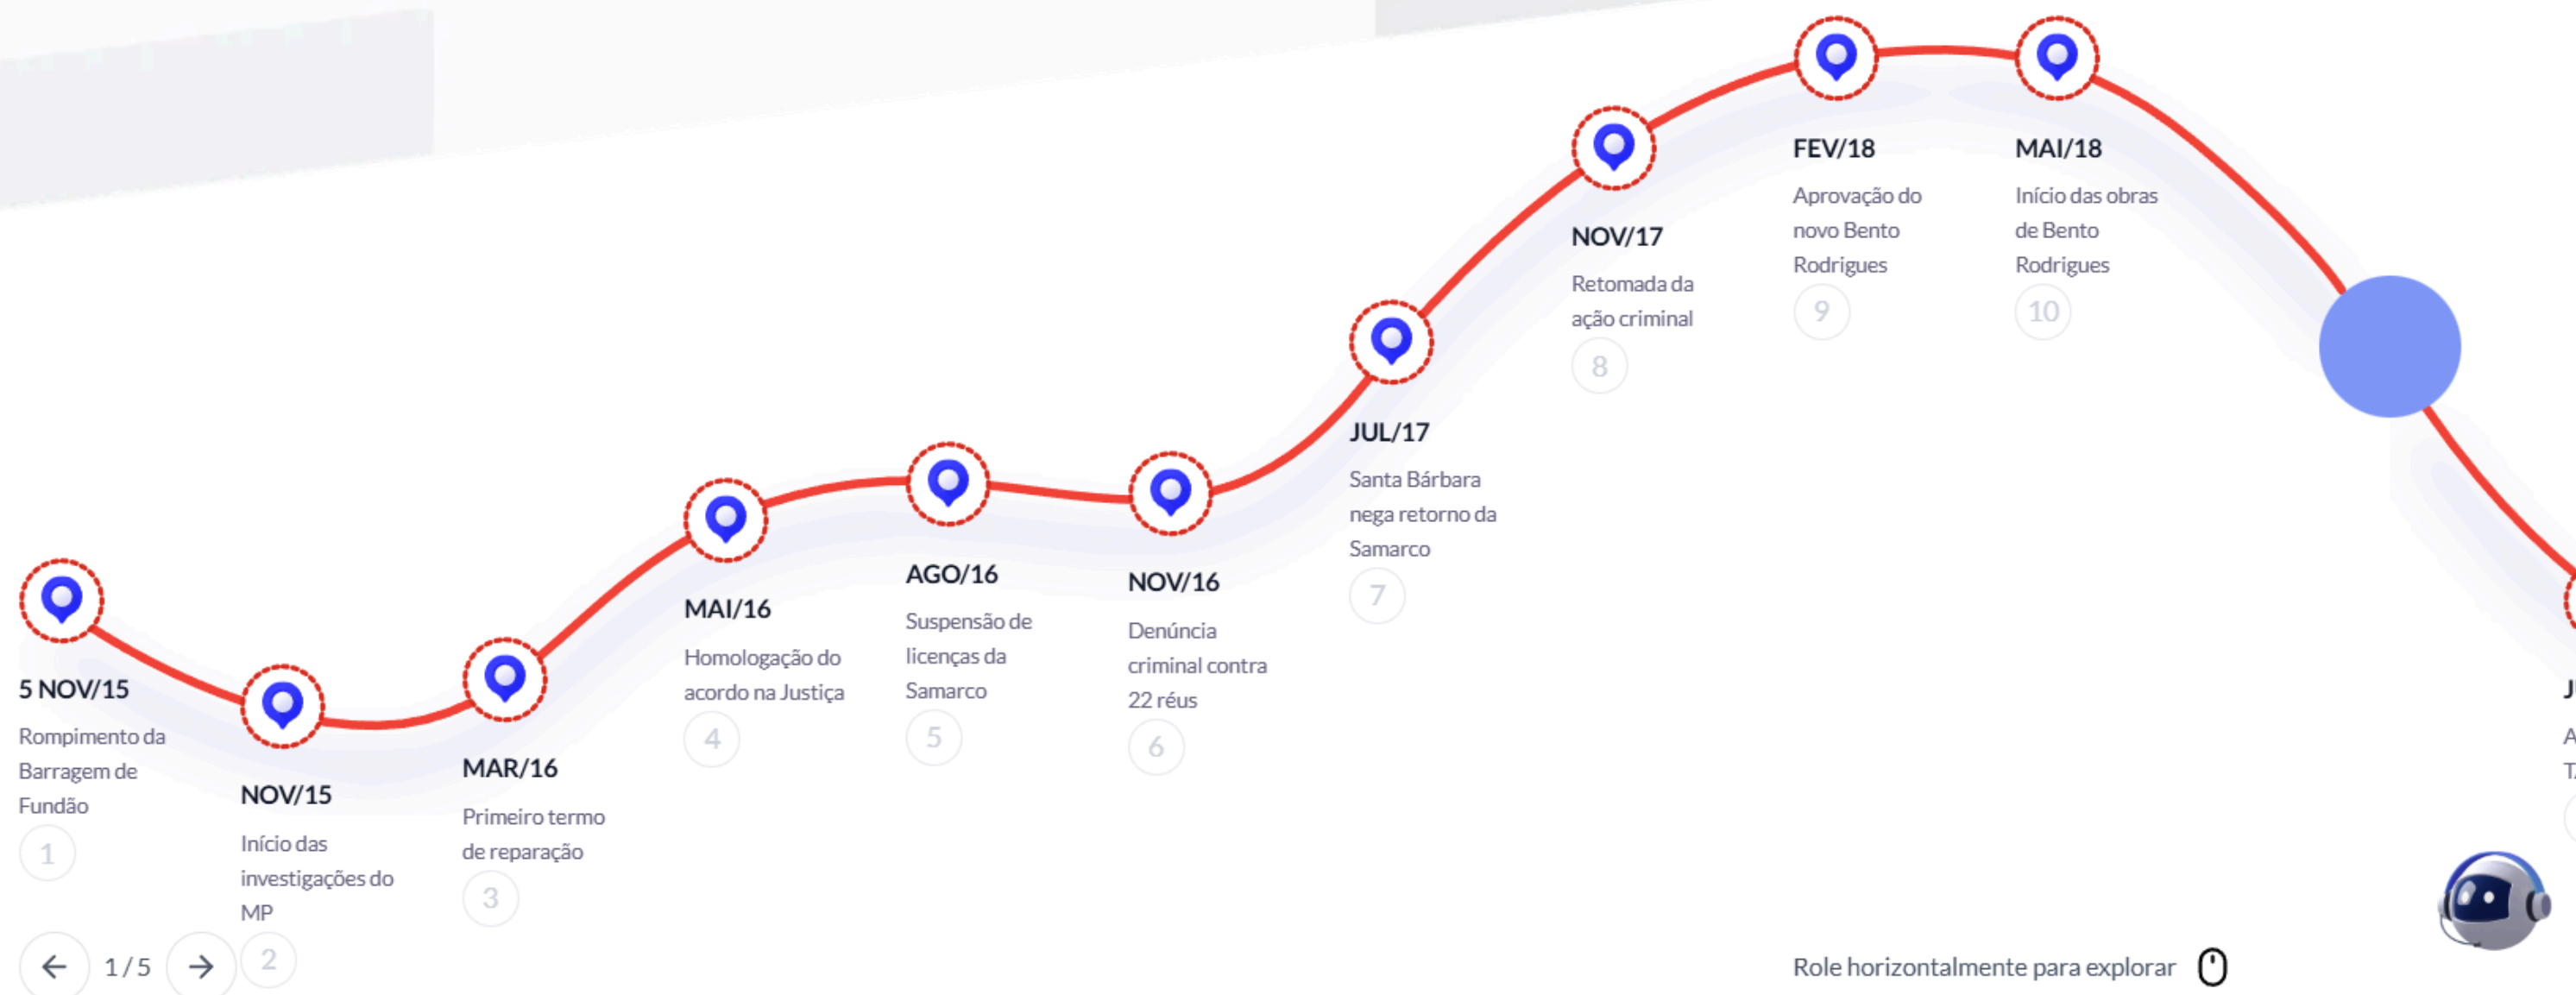 5 NOV/15
Rompimento da
Barragem de
Fundão
1
NOV/15
Início das
investigações do
MP
2
MAR/16
Primeiro termo
de reparação
3
MAI/16
Homologação do
acordo na Justiça
4
AGO/16
Suspensão de
licenças da
Samarco
5
NOV/16
Denúncia
criminal contra
22 réus
6
JUL/17
Santa Bárbara
nega retorno da
Samarco
7
NOV/17
Retomada da
ação criminal
8
FEV/18
Aprovação do
novo Bento
Rodrigues
9
MAI/18
Início das obras
de Bento
Rodrigues
10
1 / 5
Role horizontalmente para explorar